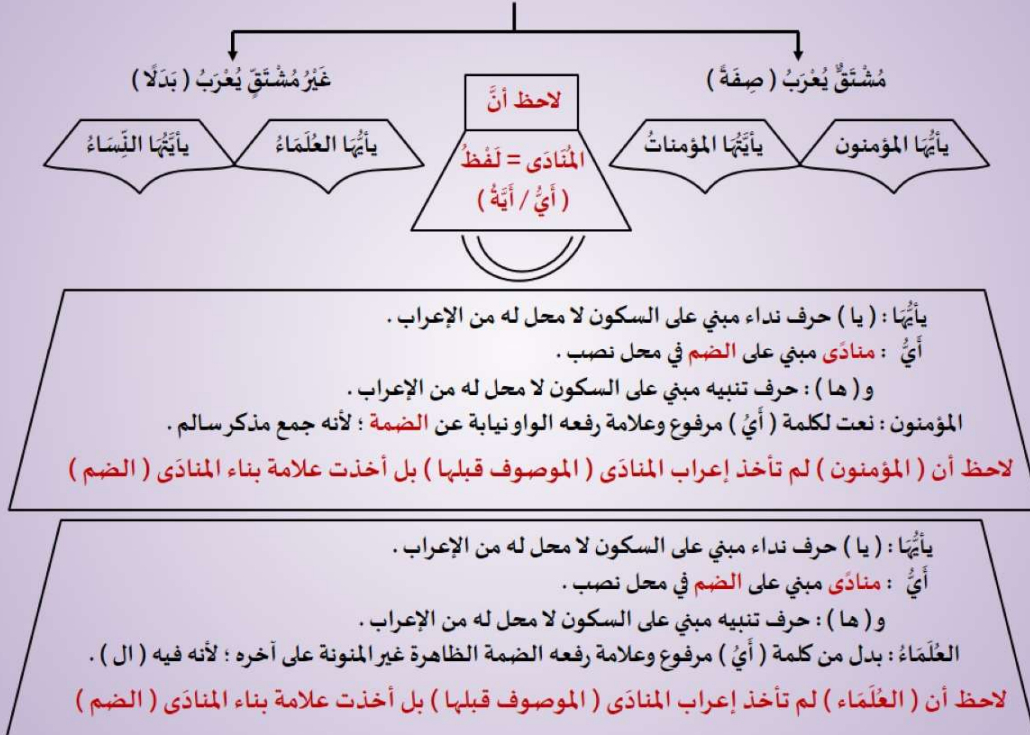 مُشْتَقٌّ يُعْرَبُ ( صِفَةً )
غَيْرُ مُشْتَقٍّ يُعْرَبُ ( بَدَلًا )
يأيُّهَا المؤمنون
يأيَّتُهَا المؤمناتُ
لاحظ أنَّ
المُنَادَى = لَفْظُ
( أَيُّ / أَيَّةُ )
يأيُّهَا العُلَمَاءُ
يأيَّتُهَا النِّسَاءُ
يأيُّهَا : ( يا ) حرف نداء مبني على السكون لا محل له من الإعراب .
أَيُّ : منادًى مبني على الضم في محل نصب .
و ( ها ) : حرف تنبيه مبني على السكون لا محل له من الإعراب .
المؤمنون : نعت لكلمة ( أَيُّ ) مرفوع وعلامة رفعه الواو نيابة عن الضمة ؛ لأنه جمع مذكر سالم .
لاحظ أن ( المؤمنون ) لم تأخذ إعراب المنادَى ( الموصوف قبلها ) بل أخذت علامة بناء المنادَى ( الضم )
يأيُّهَا : ( يا ) حرف نداء مبني على السكون لا محل له من الإعراب .
أَيُّ : منادًى مبني على الضم في محل نصب .
و ( ها ) : حرف تنبيه مبني على السكون لا محل له من الإعراب .
العُلَمَاءُ : بدل من كلمة ( أَيُّ ) مرفوع وعلامة رفعه الضمة الظاهرة غير المنونة على آخره ؛ لأنه فيه ( ال ) .
لاحظ أن ( العُلَمَاء ) لم تأخذ إعراب المنادَى ( الموصوف قبلها ) بل أخذت علامة بناء المنادَى ( الضم )